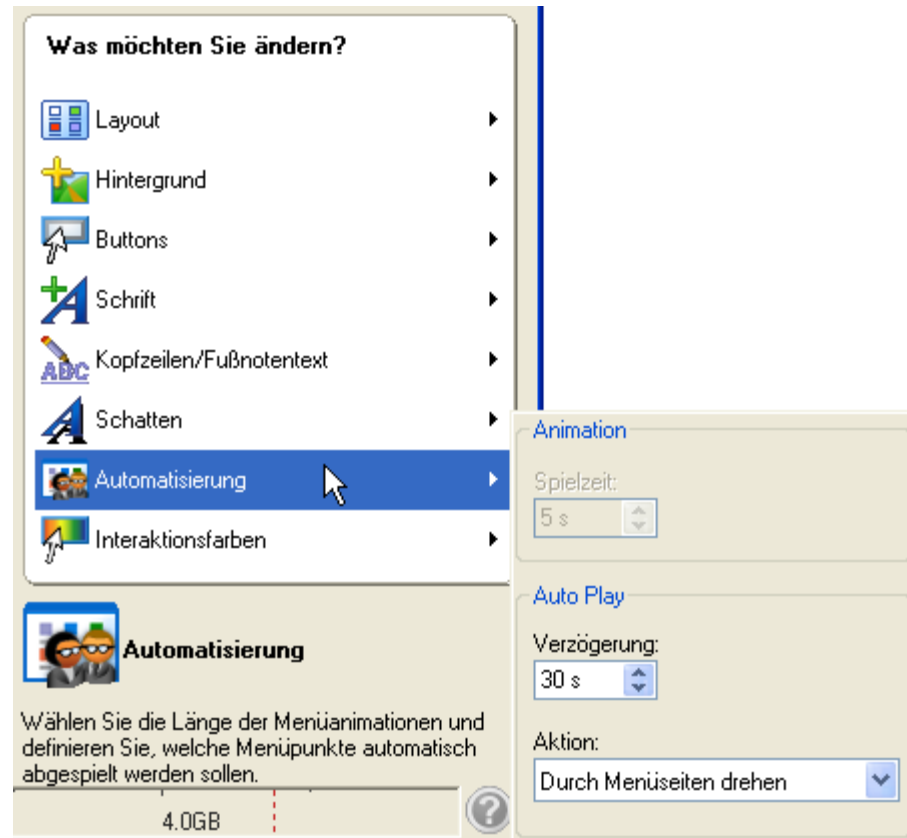 Was möchten Sie ändern?
Layout
Hintergrund
Buttons
Schrift
ABC
Kopfzeilen/Fußnotentext
Schatten
Automatisierung
Interaktionsfarben
Automatisierung
Wählen Sie die Länge der Menüanimationen und
definieren Sie, welche Menüpunkte automatisch
abgespielt werden sollen.
4.0GB
?
Animation
Spielzeit:
5 s
Auto Play
Verzögerung:
30 s
Aktion:
Durch Menüseiten drehen